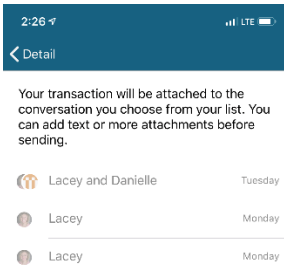 2:26 LTE
Detail
Your transaction will be attached to the
conversation you choose from your list. You
can add text or more attachments before
sending.
Lacey and Danielle Tuesday
Lacey Monday
Lacey Monday